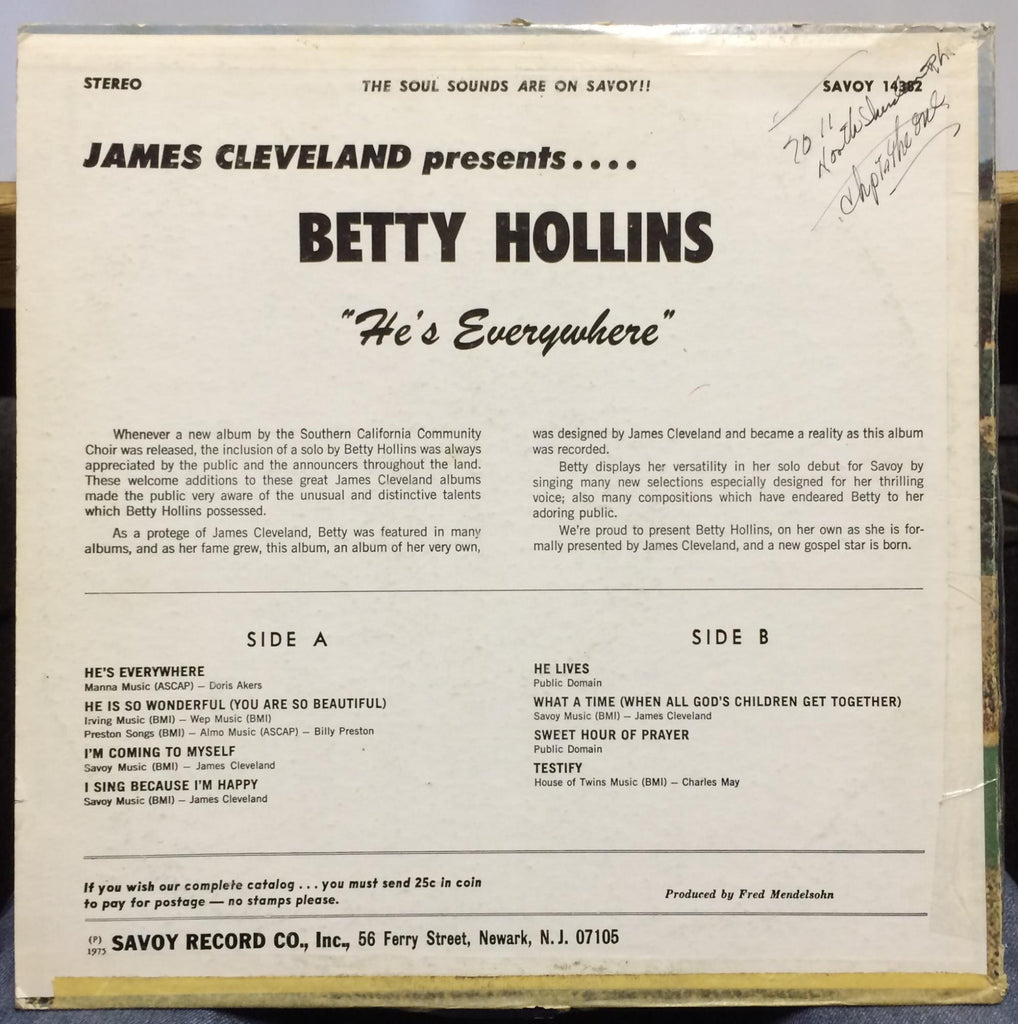 STEREO THE SOUL SOUNDS ARE ON SAVOY!! SAVOY 14382
JAMES CLEVELAND presents....
BETTY HOLLINS
"He's Everywhere"
Whenever a new album by the Southern California Community
Choir was released, the inclusion of a solo by Betty Hollins was always
appreciated by the public and the announcers throughout the land.
These welcome additions to these great James Cleveland albums
made the public very aware of the unusual and distinctive talents
which Betty Hollins possessed.
As a protege of James Cleveland, Betty was featured in many
albums, and as her fame grew, this album, an album of her very own,
was designed by James Cleveland and became a reality as this album
was recorded.
Betty displays her versatility in her solo debut for Savoy by
singing many new selections especially designed for her thrilling
voice; also many compositions which have endeared Betty to her
adoring public.
We're proud to present Betty Hollins, on her own as she is for-
mally presented by James Cleveland, and a new gospel star is born.
SIDE A
HE'S EVERYWHERE
Manna Music (ASCAP) — Doris Akers
HE IS SO WONDERFUL (YOU ARE SO BEAUTIFUL)
Irving Music (BMI) — Wep Music (BMI)
Preston Songs (BMI) — Almo Music (ASCAP) — Billy Preston
I'M COMING TO MYSELF
Savoy Music (BMI) — James Cleveland
I SING BECAUSE I'M HAPPY
Savoy Music (BMI) — James Cleveland
SIDE B
HE LIVES
Public Domain
WHAT A TIME (WHEN ALL GOD'S CHILDREN GET TOGETHER)
Savoy Music (BMI) — James Cleveland
SWEET HOUR OF PRAYER
Public Domain
TESTIFY
House of Twins Music (BMI) — Charles May
If you wish our complete catalog ... you must send 25c in coin
to pay for postage — no stamps please.
Produced by Fred Mendelsohn
(P) 1975 SAVOY RECORD CO., Inc., 56 Ferry Street, Newark, N.J. 07105